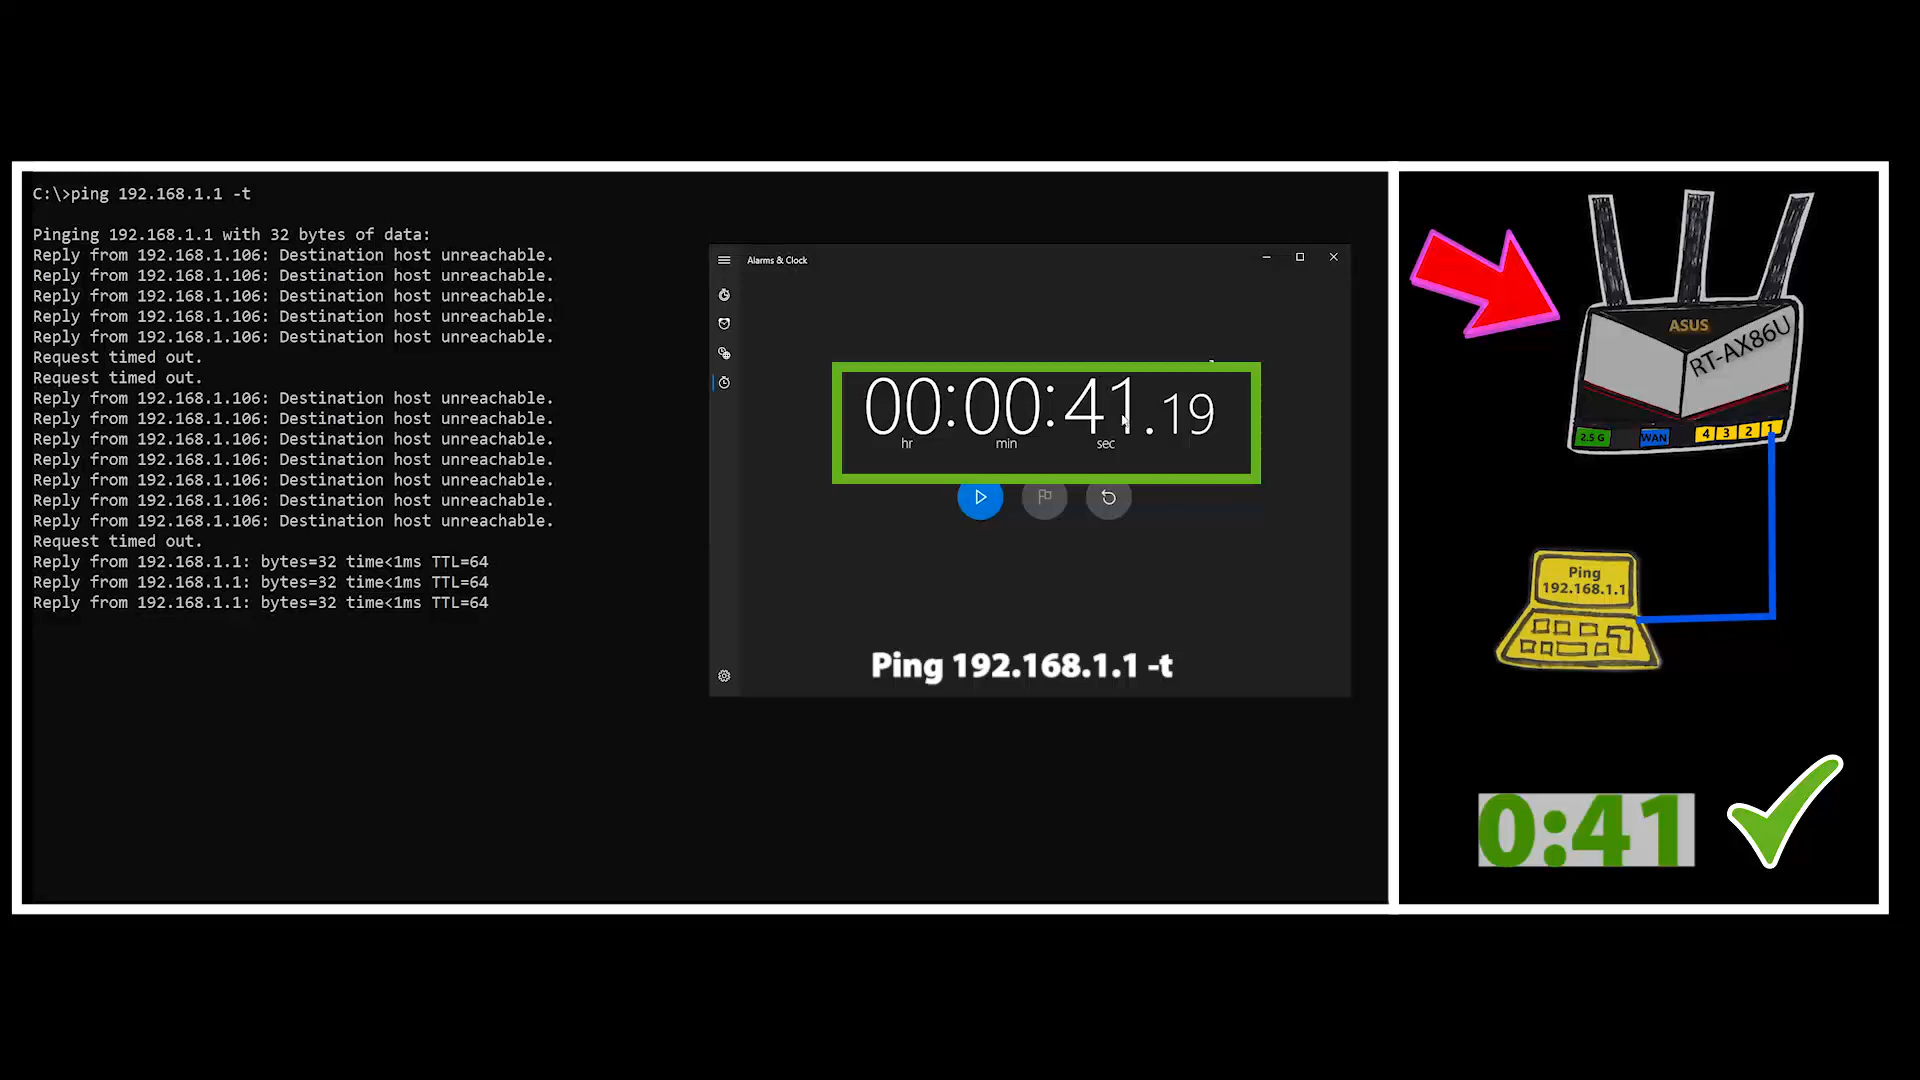 C:\>ping 192.168.1.1 -t
Pinging 192.168.1.1 with 32 bytes of data:
Reply from 192.168.1.106: Destination host unreachable.
Reply from 192.168.1.106: Destination host unreachable.
Reply from 192.168.1.106: Destination host unreachable.
Reply from 192.168.1.106: Destination host unreachable.
Reply from 192.168.1.106: Destination host unreachable.
Request timed out.
Request timed out.
Reply from 192.168.1.106: Destination host unreachable.
Reply from 192.168.1.106: Destination host unreachable.
Reply from 192.168.1.106: Destination host unreachable.
Reply from 192.168.1.106: Destination host unreachable.
Reply from 192.168.1.106: Destination host unreachable.
Reply from 192.168.1.106: Destination host unreachable.
Reply from 192.168.1.106: Destination host unreachable.
Request timed out.
Reply from 192.168.1.1: bytes=32 time<1ms TTL=64
Reply from 192.168.1.1: bytes=32 time<1ms TTL=64
Reply from 192.168.1.1: bytes=32 time<1ms TTL=64
Alarms & Clock
00:00:41.19
hr min sec
Ping 192.168.1.1 -t
ASUS
RT-AX86U
2.5 G WAN 4 3 2 1
Ping
192.168.1.1
0:41